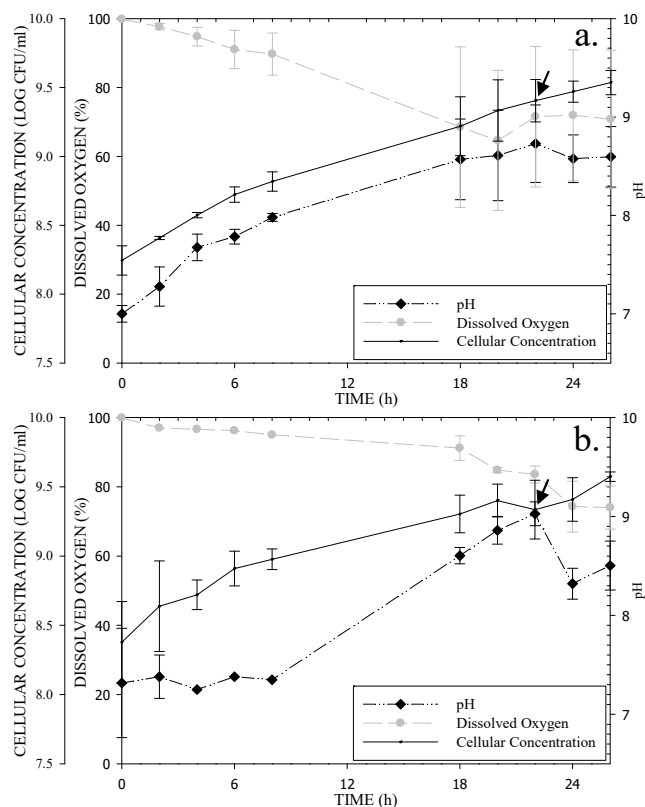 a.
CELLULAR CONCENTRATION (LOG CFU/ml)
10.0
9.5
9.0
8.5
8.0
7.5
DISSOLVED OXYGEN (%)
100
80
60
40
20
0
pH
10
9
8
7
pH
Dissolved Oxygen
Cellular Concentration
0 6 12 18 24
TIME (h)
b.
CELLULAR CONCENTRATION (LOG CFU/ml)
10.0
9.5
9.0
8.5
8.0
7.5
DISSOLVED OXYGEN (%)
100
80
60
40
20
0
pH
10
9
8
7
pH
Dissolved Oxygen
Cellular Concentration
0 6 12 18 24
TIME (h)